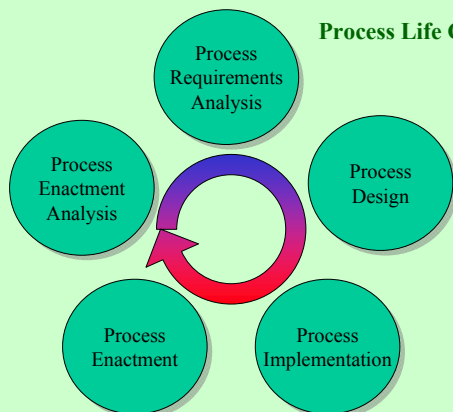 Process Life C
Process
Requirements
Analysis
Process
Design
Process
Implementation
Process
Enactment
Process
Enactment
Analysis